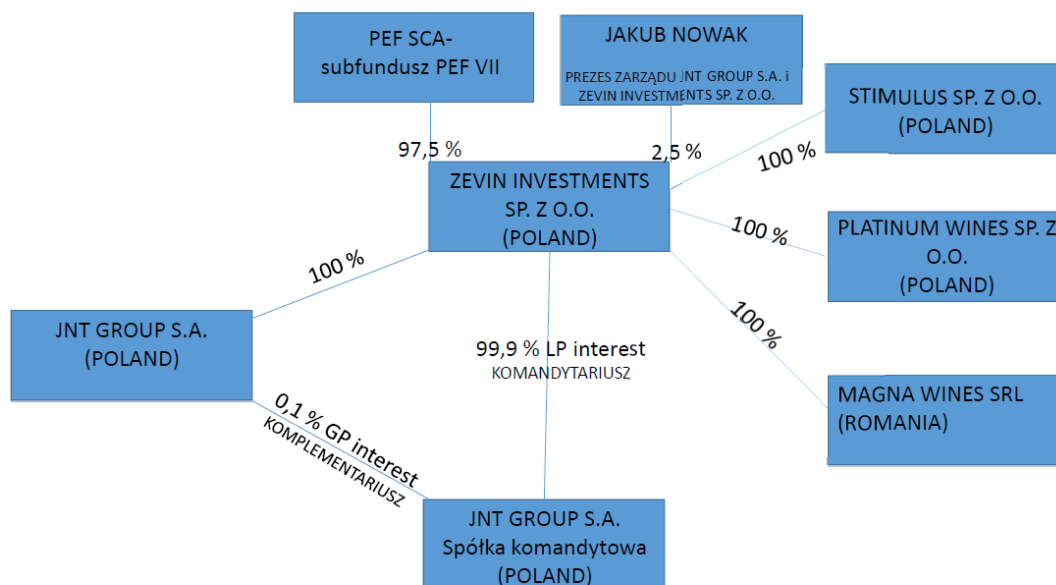 PEF SCA-
subfundusz PEF VII
JAKUB NOWAK
PREZES ZARZĄDU JNT GROUP S.A. i
ZEVIN INVESTMENTS SP. Z O.O.
STIMULUS SP. Z O.O.
(POLAND)
97,5 %
2,5 %
100 %
ZEVIN INVESTMENTS
SP. Z O.O.
(POLAND)
100 %
PLATINUM WINES SP. Z
O.O.
(POLAND)
100 %
100 %
JNT GROUP S.A.
(POLAND)
99,9 % LP interest
KOMANDYTARIUSZ
MAGNA WINES SRL
(ROMANIA)
0,1 % GP interest
KOMPLEMENTARIUSZ
JNT GROUP S.A.
Spółka komandytowa
(POLAND)